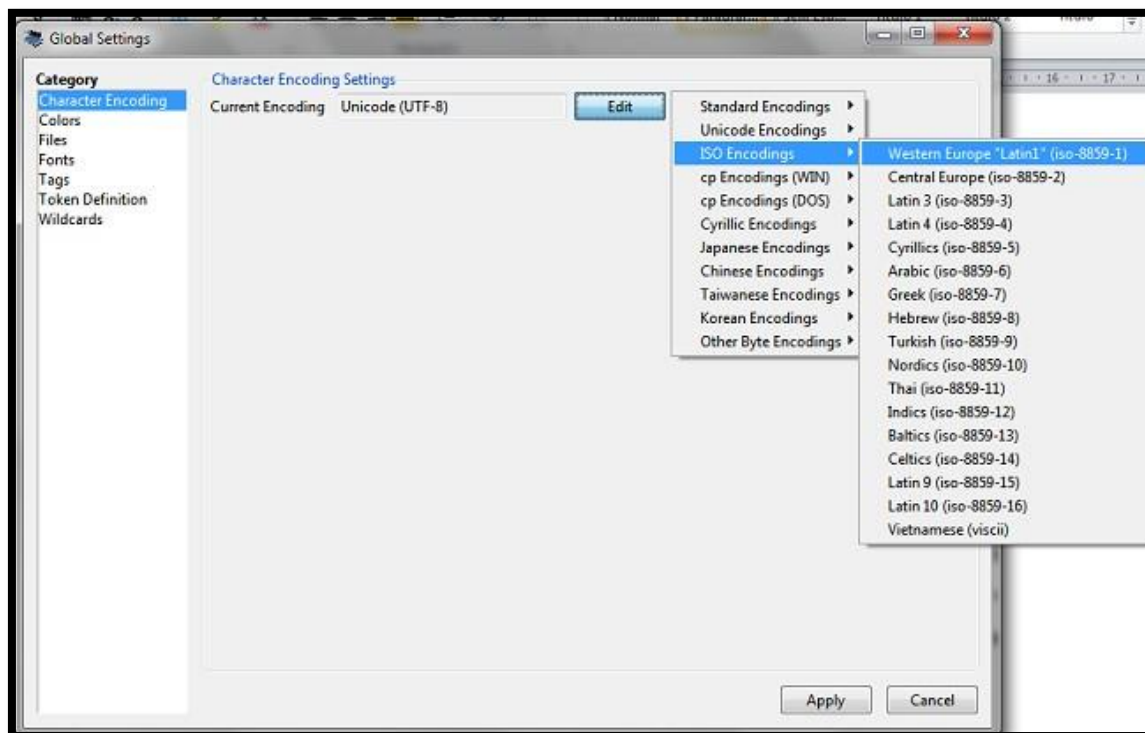 Global Settings
Category
Character Encoding
Colors
Files
Fonts
Tags
Token Definition
Wildcards
Character Encoding Settings
Current Encoding Unicode (UTF-8) Edit
Standard Encodings
Unicode Encodings
ISO Encodings
cp Encodings (WIN)
cp Encodings (DOS)
Cyrillic Encodings
Japanese Encodings
Chinese Encodings
Taiwanese Encodings
Korean Encodings
Other Byte Encodings
Western Europe "Latin1" (iso-8859-1)
Central Europe (iso-8859-2)
Latin 3 (iso-8859-3)
Latin 4 (iso-8859-4)
Cyrillics (iso-8859-5)
Arabic (iso-8859-6)
Greek (iso-8859-7)
Hebrew (iso-8859-8)
Turkish (iso-8859-9)
Nordics (iso-8859-10)
Thai (iso-8859-11)
Indics (iso-8859-12)
Baltics (iso-8859-13)
Celtics (iso-8859-14)
Latin 9 (iso-8859-15)
Latin 10 (iso-8859-16)
Vietnamese (viscii)
Apply Cancel
16 17